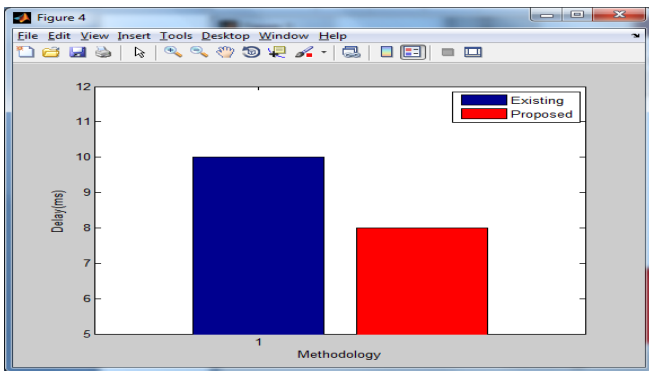 Figure 4
File Edit View Insert Tools Desktop Window Help
Existing
Proposed
12
11
10
9
8
7
6
5
Delay(ms)
1
Methodology